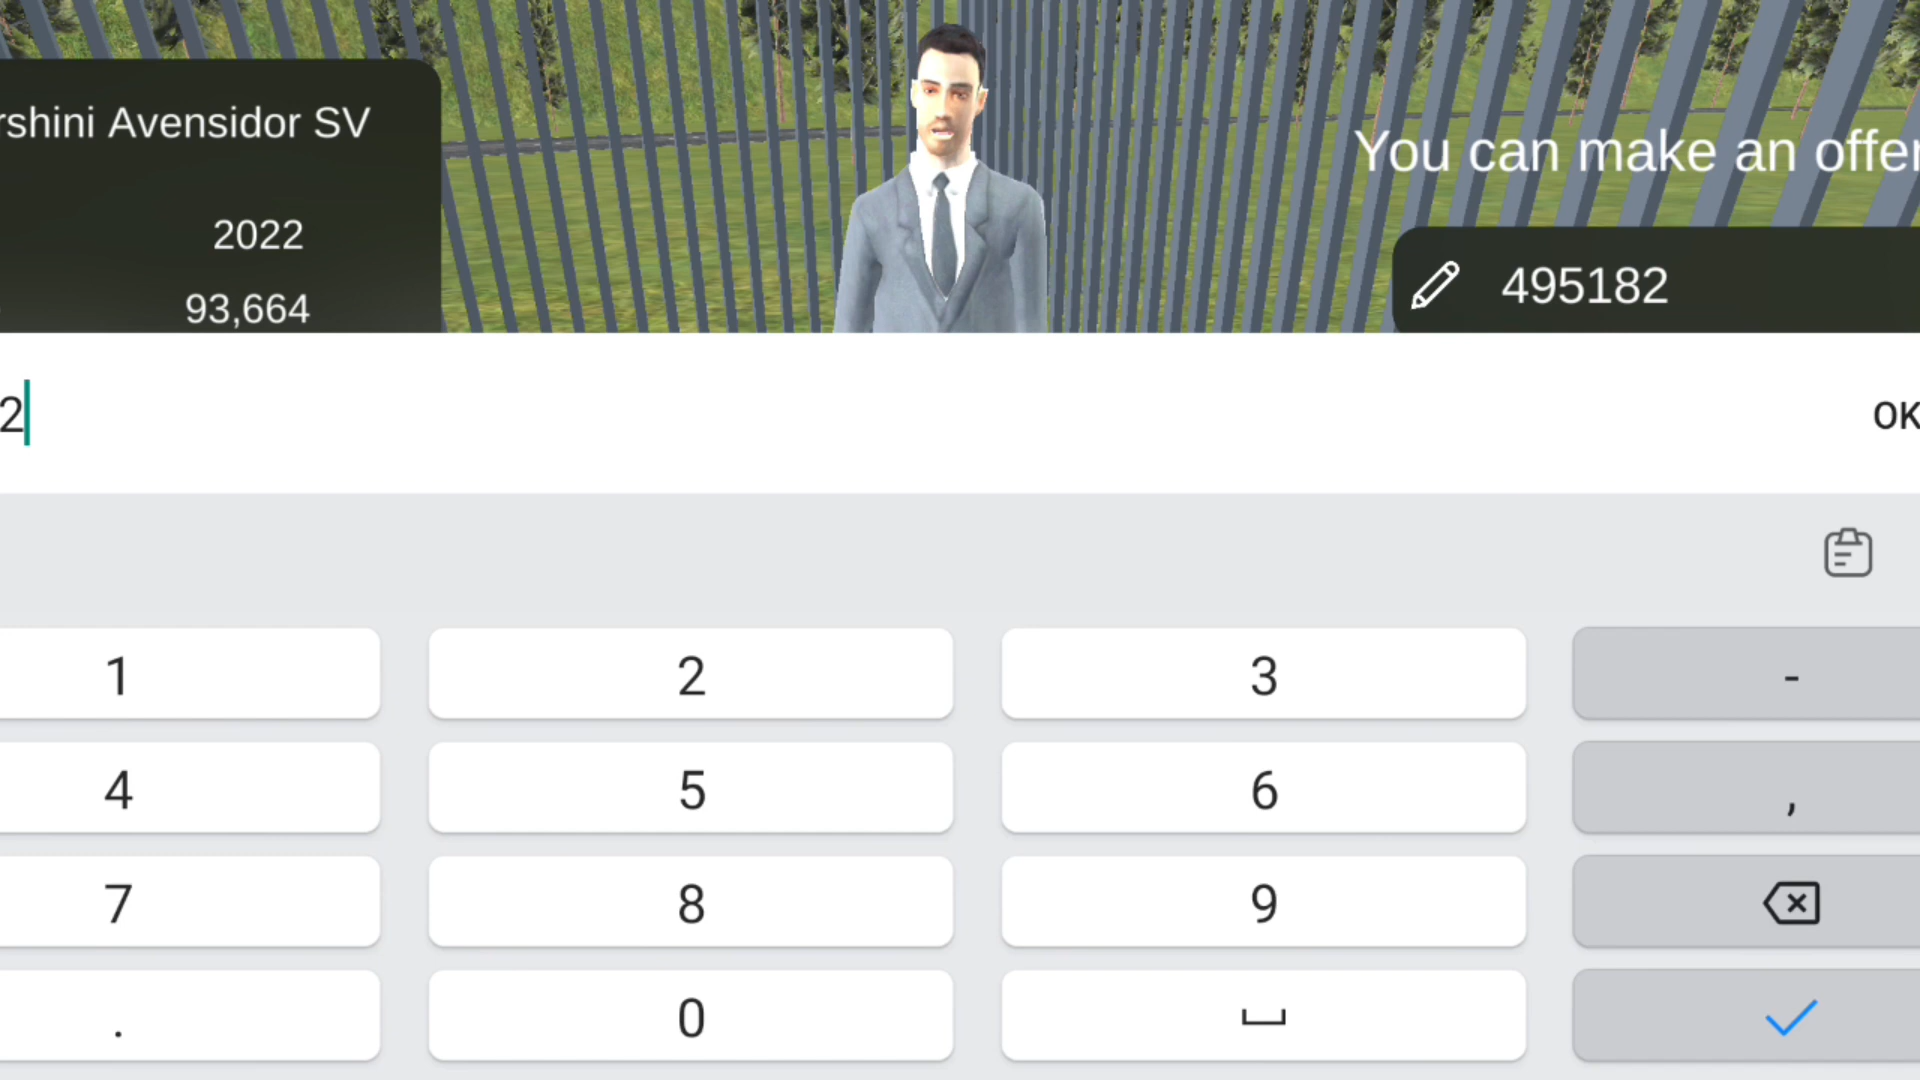 rshini Avensidor SV
2022
93,664
You can make an offer
495182
2
OK
1 2 3 -
4 5 6 ,
7 8 9
. 0